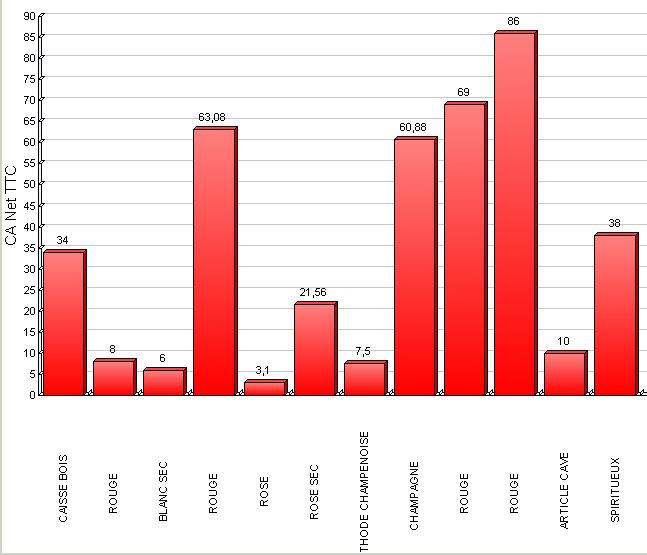 CA Net TTC
90
85
80
75
70
65
60
55
50
45
40
35
30
25
20
15
10
5
0
34
8
6
63,08
3,1
21,56
7,5
60,88
69
86
10
38
CAISSE BOIS
ROUGE
BLANC SEC
ROUGE
ROSE
ROSE SEC
THODE CHAMPENOISE
CHAMPAGNE
ROUGE
ROUGE
ARTICLE CAVE
SPIRITUEUX